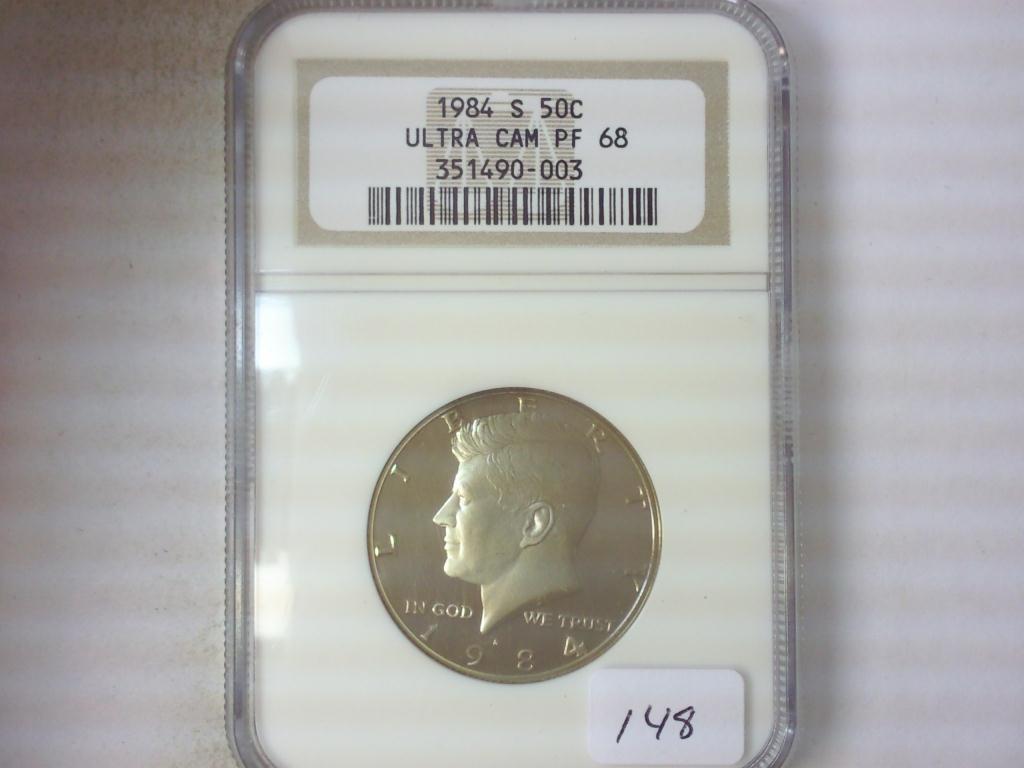 1984 S 50C
ULTRA CAM PF 68
351490-003
LIBERTY
IN GOD WE TRUST
1984
148